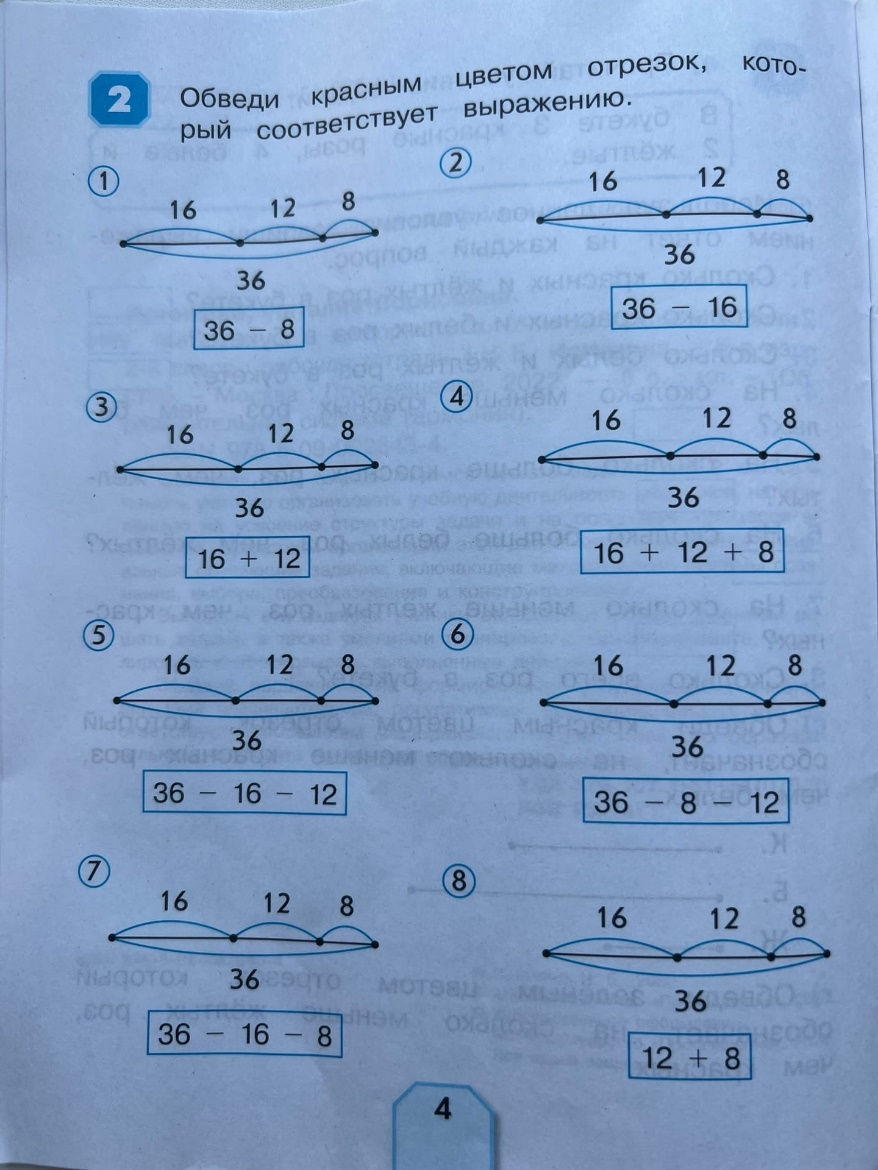 2
Обведи красным цветом отрезок, кото-
рый соответствует выражению.
1
16 12 8
36
36 – 8
2
16 12 8
36
36 – 16
3
16 12 8
36
16 + 12
4
16 12 8
36
16 + 12 + 8
5
16 12 8
36
36 – 16 – 12
6
16 12 8
36
36 – 8 – 12
7
16 12 8
36
36 – 16 – 8
8
16 12 8
36
12 + 8
4